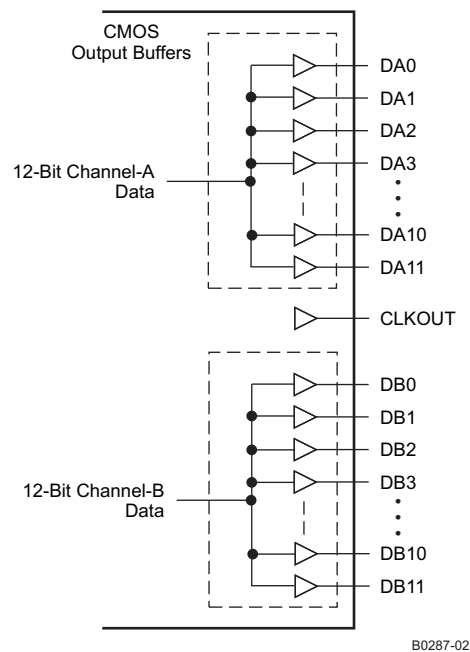 CMOS
Output Buffers
DA0
DA1
DA2
12-Bit Channel-A
Data
DA3
DA10
DA11
CLKOUT
DB0
DB1
DB2
12-Bit Channel-B
Data
DB3
DB10
DB11
B0287-02